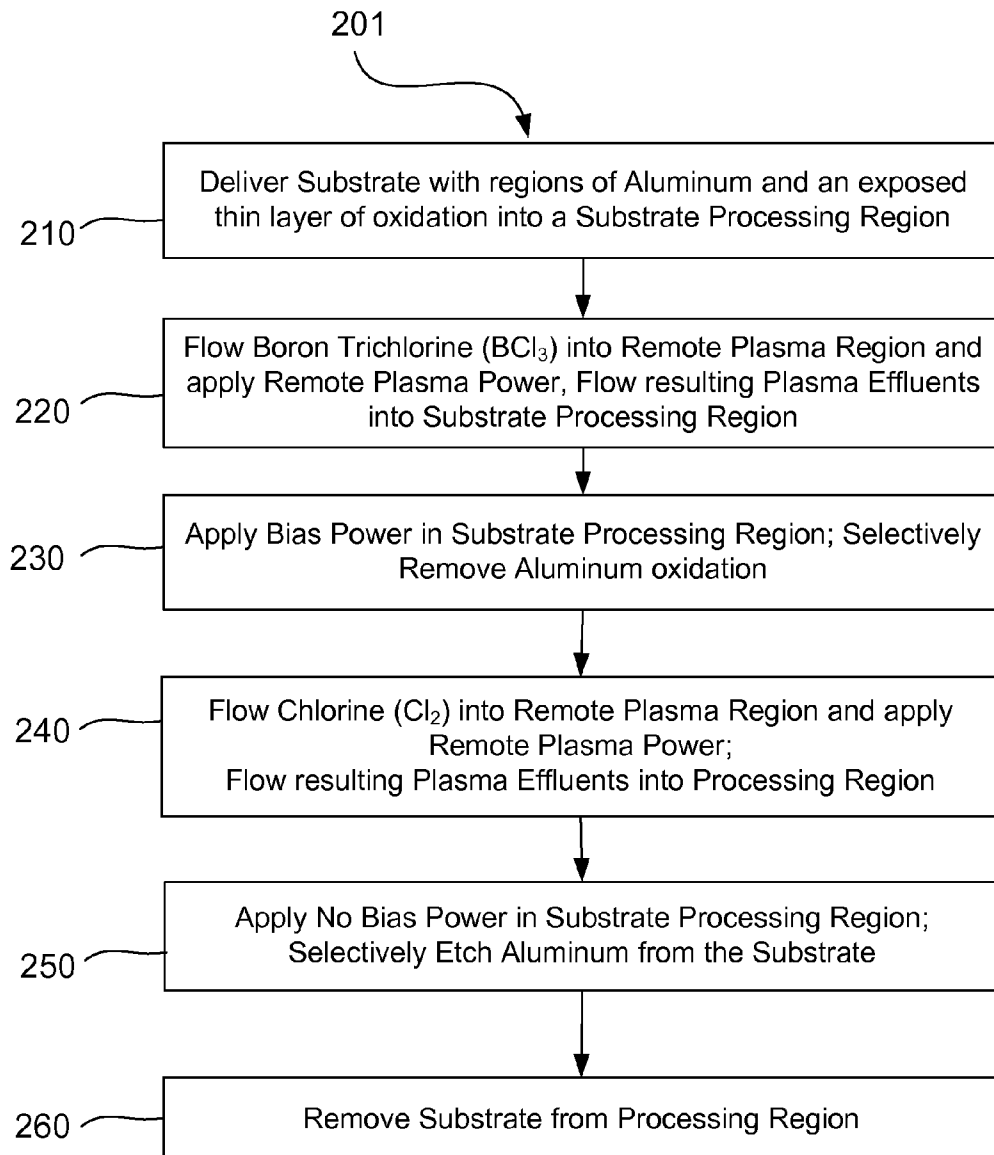 201
210
Deliver Substrate with regions of Aluminum and an exposed
thin layer of oxidation into a Substrate Processing Region
220
Flow Boron Trichlorine (BCl₃) into Remote Plasma Region and
apply Remote Plasma Power, Flow resulting Plasma Effluents
into Substrate Processing Region
230
Apply Bias Power in Substrate Processing Region; Selectively
Remove Aluminum oxidation
240
Flow Chlorine (Cl₂) into Remote Plasma Region and apply
Remote Plasma Power;
Flow resulting Plasma Effluents into Processing Region
250
Apply No Bias Power in Substrate Processing Region;
Selectively Etch Aluminum from the Substrate
260
Remove Substrate from Processing Region